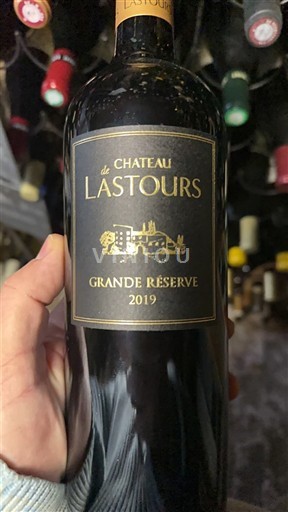 LASTOURS
CHATEAU
de
LASTOURS
VINTOU
GRANDE RÉSERVE
2019